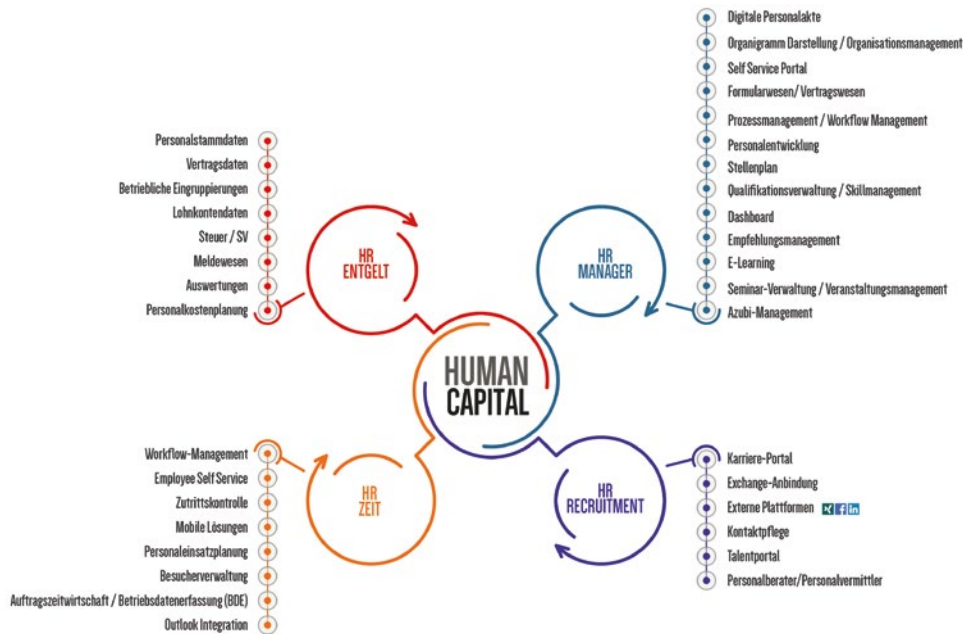 Personalstammdaten
Vertragsdaten
Betriebliche Eingruppierungen
Lohnkontendaten
Steuer / SV
Meldewesen
Auswertungen
Personalkostenplanung
HR
ENTGELT
Digitale Personalakte
Organigramm Darstellung / Organisationsmanagement
Self Service Portal
Formularwesen/ Vertragswesen
Prozessmanagement / Workflow Management
Personalentwicklung
Stellenplan
Qualifikationsverwaltung / Skillmanagement
Dashboard
Empfehlungsmanagement
E-Learning
Seminar-Verwaltung / Veranstaltungsmanagement
Azubi-Management
HR
MANAGER
HUMAN
CAPITAL
Workflow-Management
Employee Self Service
Zutrittskontrolle
Mobile Lösungen
Personaleinsatzplanung
Besucherverwaltung
Auftragszeitwirtschaft / Betriebsdatenerfassung (BDE)
Outlook Integration
HR
ZEIT
HR
RECRUITMENT
Karriere-Portal
Exchange-Anbindung
Externe Plattformen
Kontaktpflege
Talentportal
Personalberater/Personalvermittler